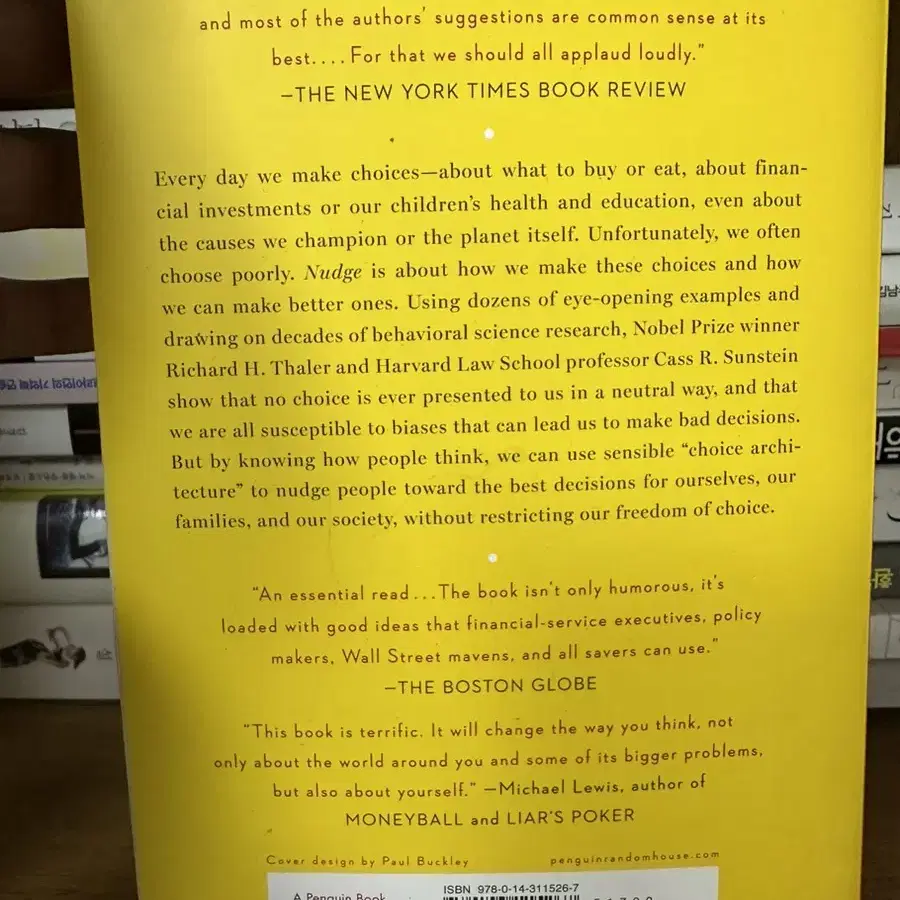 and most of the authors' suggestions are common sense at its
best.... For that we should all applaud loudly."
—THE NEW YORK TIMES BOOK REVIEW
Every day we make choices—about what to buy or eat, about finan-
cial investments or our children's health and education, even about
the causes we champion or the planet itself. Unfortunately, we often
choose poorly. Nudge is about how we make these choices and how
we can make better ones. Using dozens of eye-opening examples and
drawing on decades of behavioral science research, Nobel Prize winner
Richard H. Thaler and Harvard Law School professor Cass R. Sunstein
show that no choice is ever presented to us in a neutral way, and that
we are all susceptible to biases that can lead us to make bad decisions.
But by knowing how people think, we can use sensible "choice archi-
tecture" to nudge people toward the best decisions for ourselves, our
families, and our society, without restricting our freedom of choice.
"An essential read...The book isn't only humorous, it's
loaded with good ideas that financial-service executives, policy
makers, Wall Street mavens, and all savers can use."
—THE BOSTON GLOBE
"This book is terrific. It will change the way you think, not
only about the world around you and some of its bigger problems,
but also about yourself." —Michael Lewis, author of
MONEYBALL and LIAR'S POKER
Cover design by Paul Buckley penguinrandomhouse.com
ISBN 978-0-14-311526-7
A Penguin Book